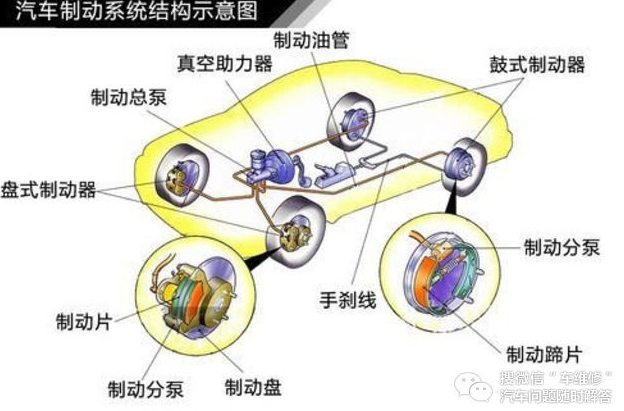 汽车制动系统结构示意图
制动油管
真空助力器
鼓式制动器
制动总泵
盘式制动器
制动分泵
手刹线
制动片
制动蹄片
制动分泵
制动盘
搜微信“车维修”
汽车问题随时解答